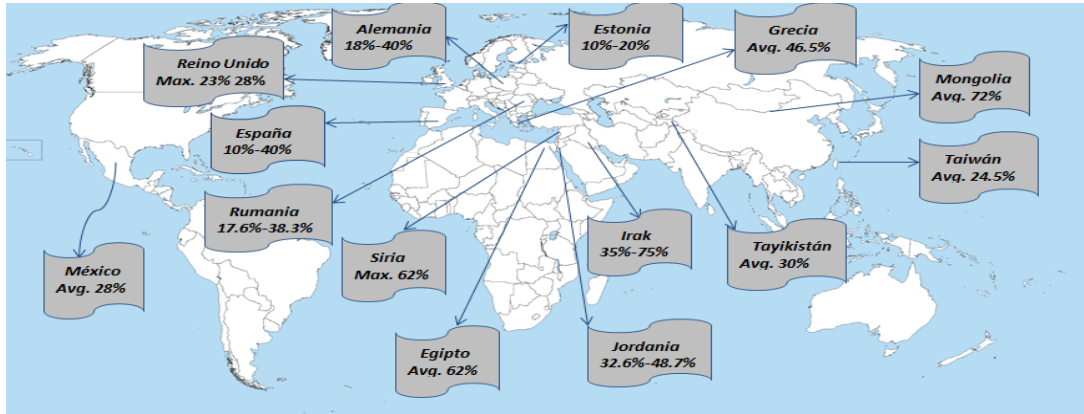 Alemania
18%-40%
Estonia
10%-20%
Grecia
Avg. 46.5%
Reino Unido
Max. 23% 28%
Mongolia
Avg. 72%
España
10%-40%
Taiwán
Avg. 24.5%
Rumania
17.6%-38.3%
Siria
Max. 62%
Irak
35%-75%
Tayikistán
Avg. 30%
México
Avg. 28%
Egipto
Avg. 62%
Jordania
32.6%-48.7%